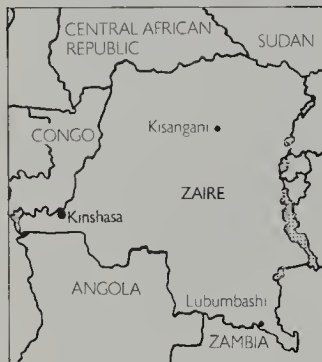 CENTRAL AFRICAN
REPUBLIC
SUDAN
CONGO
Kisangani
ZAIRE
Kinshasa
ANGOLA
Lubumbashi
ZAMBIA